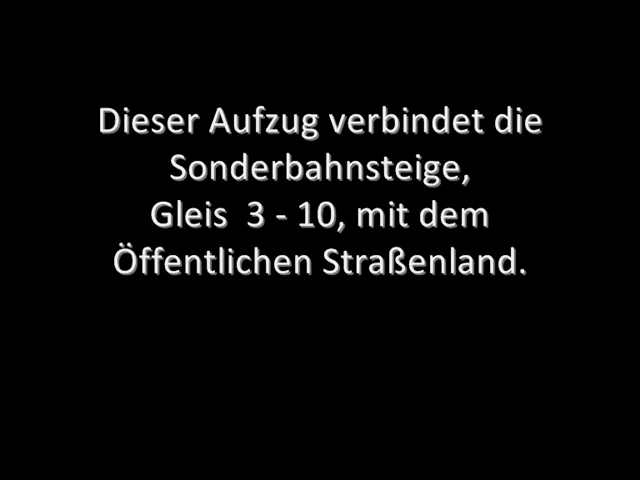 Dieser Aufzug verbindet die
Sonderbahnsteige,
Gleis  3 - 10, mit dem
Öffentlichen Straßenland.